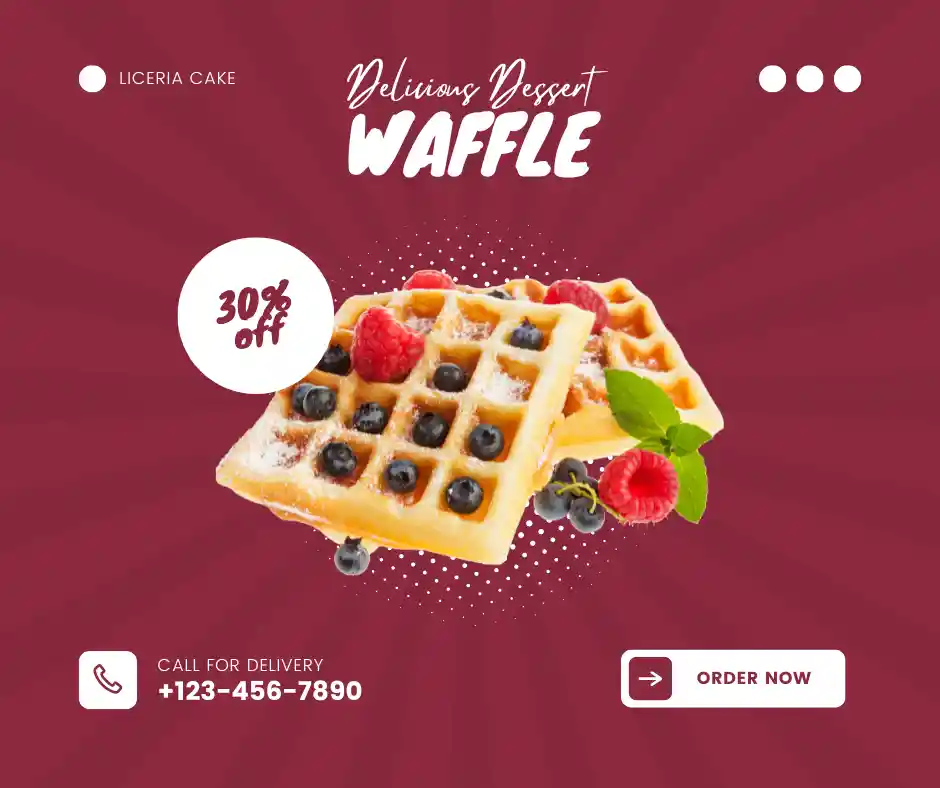 LICERIA CAKE
Delicious Dessert
WAFFLE
30%
off
CALL FOR DELIVERY
+123-456-7890
ORDER NOW